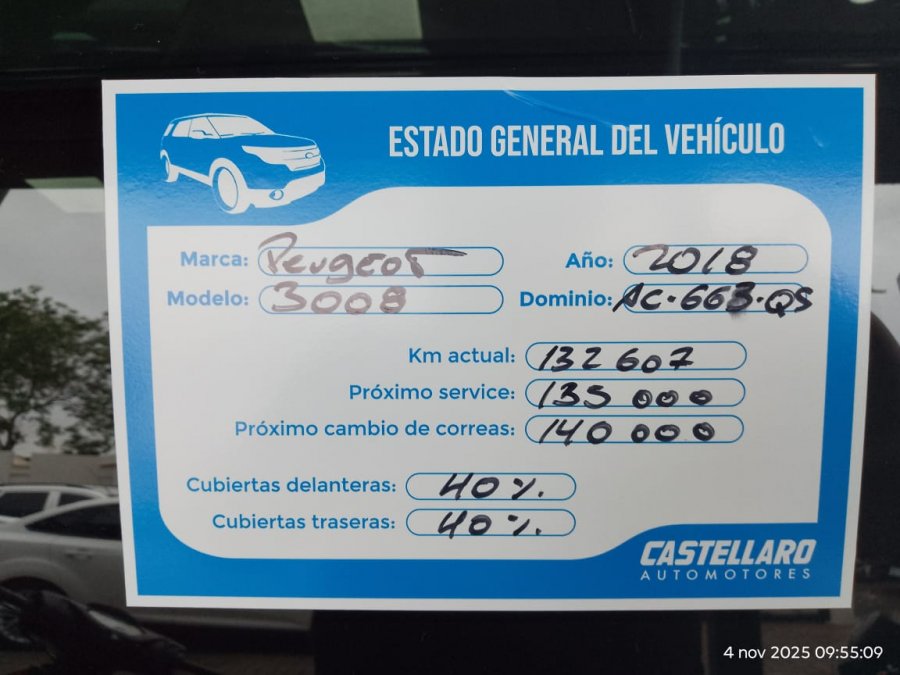 ESTADO GENERAL DEL VEHÍCULO
Marca: Peugeot
Año: 2018
Modelo: 3008
Dominio: AC-663-QS
Km actual: 132 607
Próximo service: 135 000
Próximo cambio de correas: 140 000
Cubiertas delanteras: 40 %.
Cubiertas traseras: 40 %.
CASTELLARO
AUTOMOTORES
4 nov 2025 09:55:09